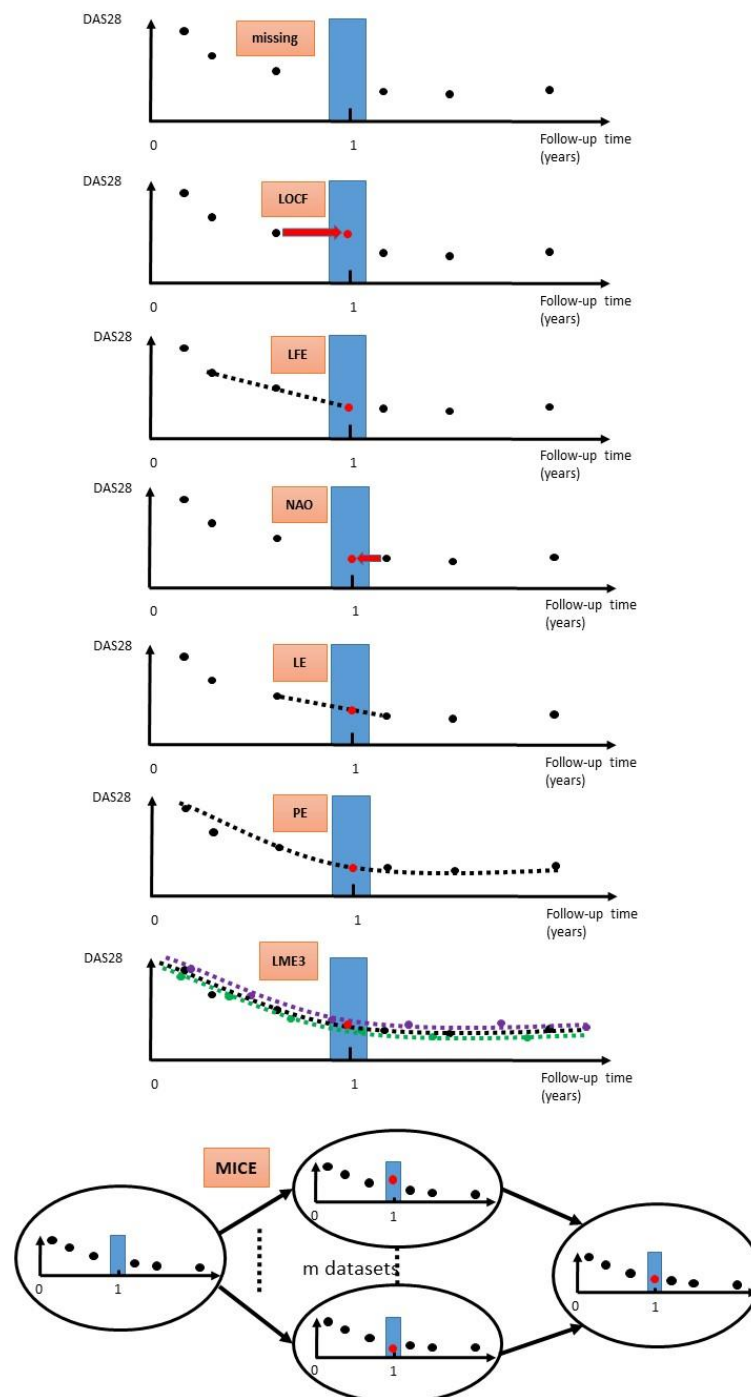 DAS28
missing
Follow-up time
(years)
0
1
DAS28
LOCF
Follow-up time
(years)
0
1
DAS28
LFE
Follow-up time
(years)
0
1
DAS28
NAO
Follow-up time
(years)
0
1
DAS28
LE
Follow-up time
(years)
0
1
DAS28
PE
Follow-up time
(years)
0
1
DAS28
LME3
Follow-up time
(years)
0
1
MICE
0
1
0
1
m datasets
0
1
0
1